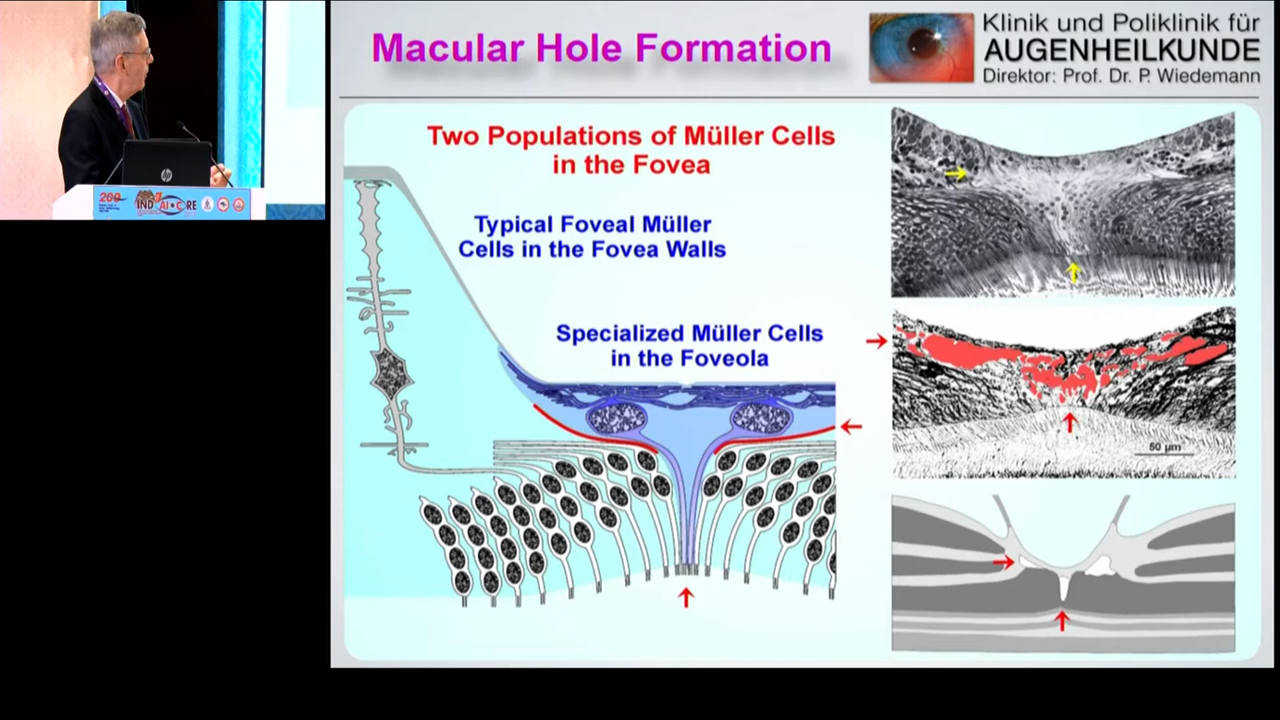 Macular Hole Formation
Klinik und Poliklinik für
AUGENHEILKUNDE
Direktor: Prof. Dr. P. Wiedemann
Two Populations of Müller Cells
in the Fovea
Typical Foveal Müller
Cells in the Fovea Walls
Specialized Müller Cells
in the Foveola
50 µm
hp